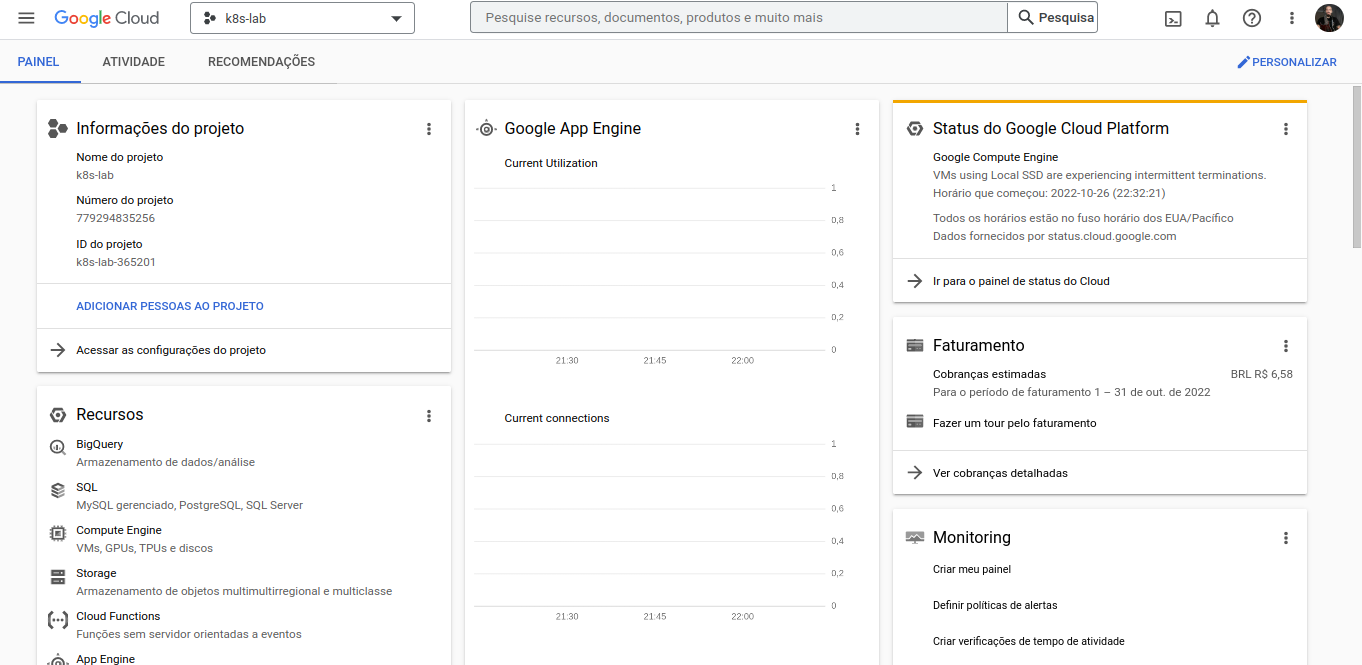 Google Cloud
k8s-lab
Pesquise recursos, documentos, produtos e muito mais
Pesquisa
PAINEL
ATIVIDADE
RECOMENDAÇÕES
PERSONALIZAR
Informações do projeto
Nome do projeto
k8s-lab
Número do projeto
779294835256
ID do projeto
k8s-lab-365201
ADICIONAR PESSOAS AO PROJETO
Acessar as configurações do projeto
Recursos
BigQuery
Armazenamento de dados/análise
SQL
MySQL gerenciado, PostgreSQL, SQL Server
Compute Engine
VMs, GPUs, TPUs e discos
Storage
Armazenamento de objetos multimultirregional e multiclasse
Cloud Functions
Funções sem servidor orientadas a eventos
App Engine
Google App Engine
Current Utilization
1
0,8
0,6
0,4
0,2
0
21:30 21:45 22:00
Current connections
1
0,8
0,6
0,4
0,2
0
21:30 21:45 22:00
Status do Google Cloud Platform
Google Compute Engine
VMs using Local SSD are experiencing intermittent terminations.
Horário que começou: 2022-10-26 (22:32:21)
Todos os horários estão no fuso horário dos EUA/Pacífico
Dados fornecidos por status.cloud.google.com
Ir para o painel de status do Cloud
Faturamento
Cobranças estimadas BRL R$ 6,58
Para o período de faturamento 1 – 31 de out. de 2022
Fazer um tour pelo faturamento
Ver cobranças detalhadas
Monitoring
Criar meu painel
Definir políticas de alertas
Criar verificações de tempo de atividade